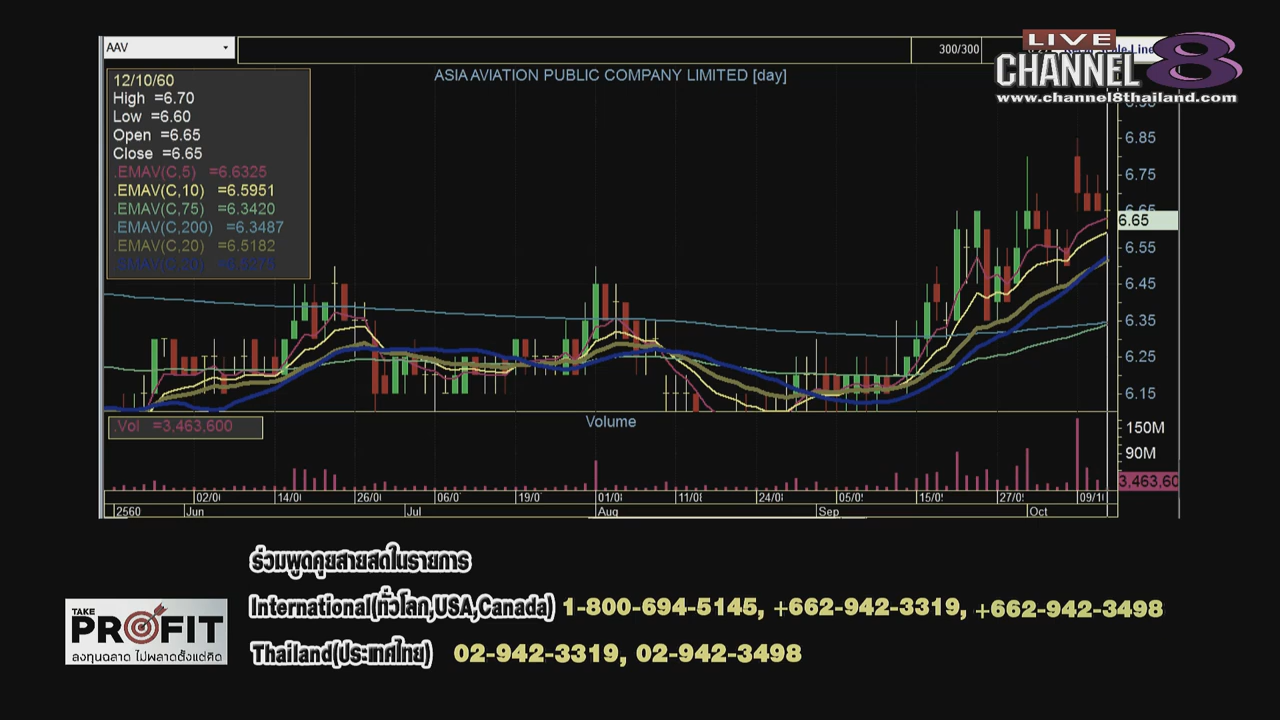 AAV
300/300
LIVE
CHANNEL 8
www.channel8thailand.com
ASIA AVIATION PUBLIC COMPANY LIMITED [day]
12/10/60
High =6.70
Low =6.60
Open =6.65
Close =6.65
.EMAV(C,5) =6.6325
.EMAV(C,10) =6.5951
.EMAV(C,75) =6.3420
.EMAV(C,200) =6.3487
.EMAV(C,20) =6.5182
6.85
6.75
6.65
6.65
6.55
6.45
6.35
6.25
6.15
.Vol =3,463,600
Volume
150M
90M
3,463,60
02/0
14/0
26/0
06/0
19/0
01/0
11/0
24/0
05/0
15/0
27/0
09/1
2560 Jun Jul Aug Sep Oct
ร่วมพูดคุยสายสดในรายการ
International(ทั่วโลก,USA,Canada) 1-800-694-5145, +662-942-3319, +662-942-3498
Thailand(ประเทศไทย) 02-942-3319, 02-942-3498
TAKE
PROFIT
ลงทุนฉลาด ไม่พลาดตั้งแต่คิด